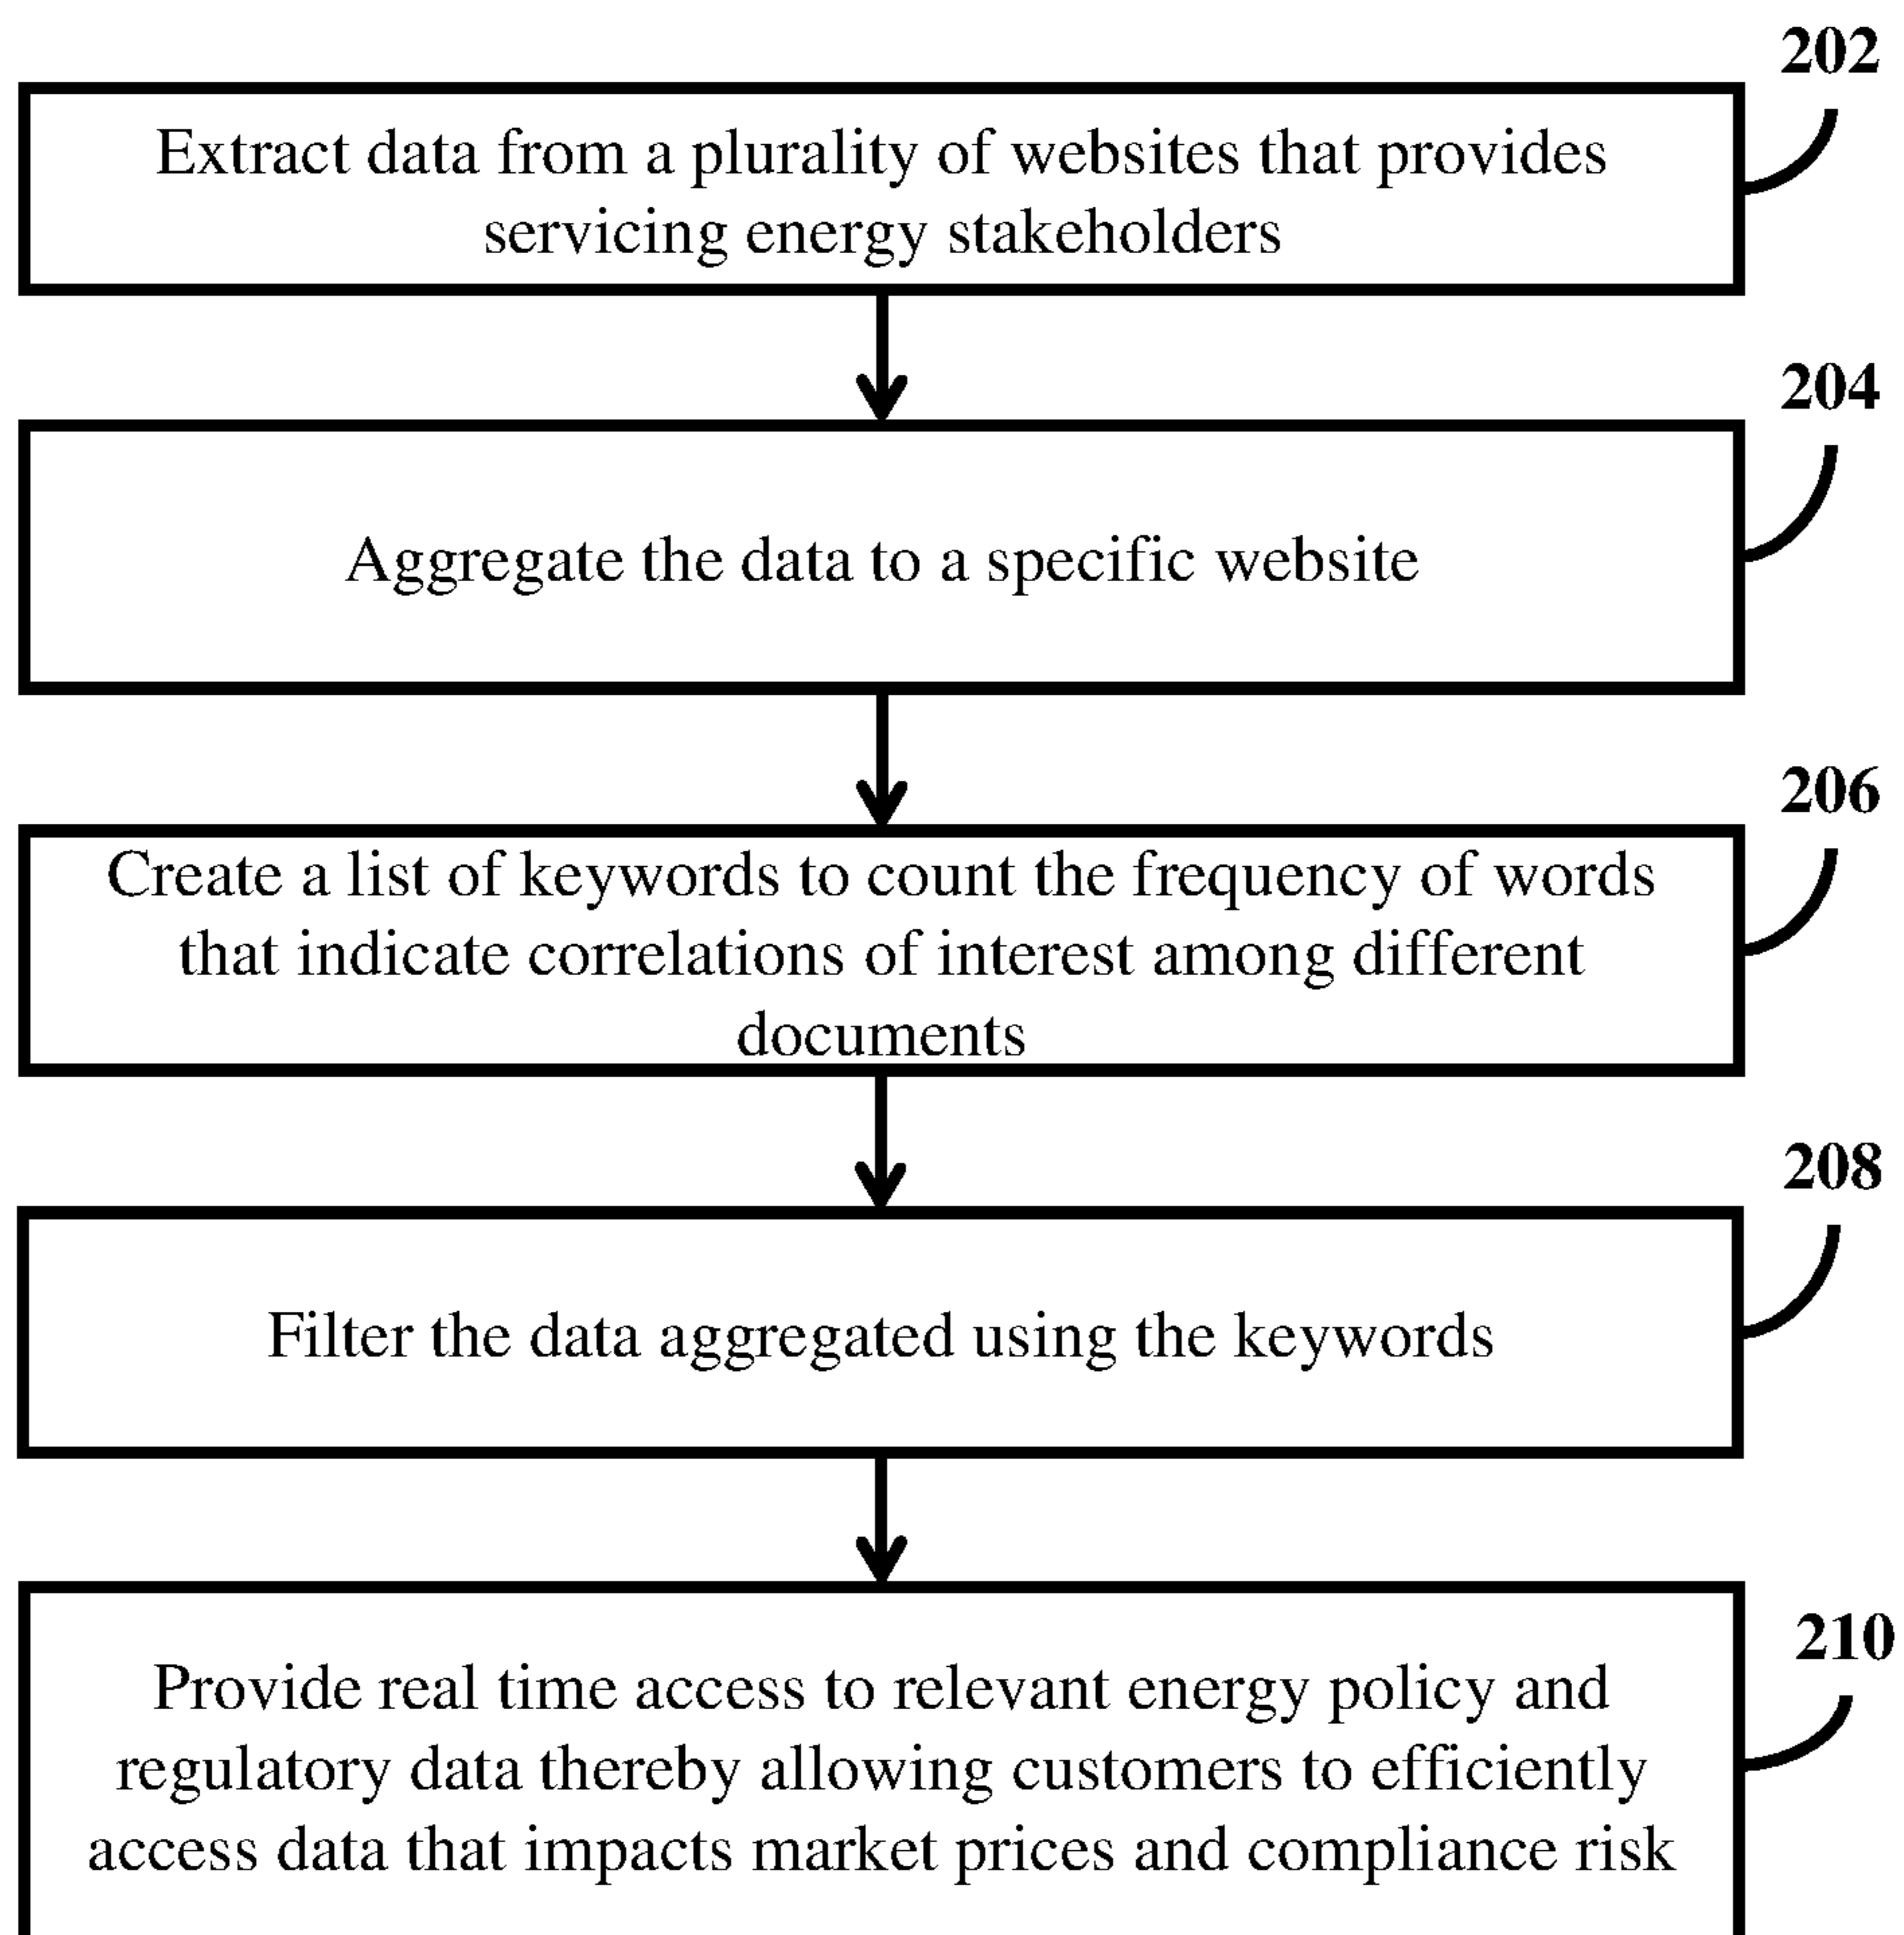 202
Extract data from a plurality of websites that provides
servicing energy stakeholders
204
Aggregate the data to a specific website
206
Create a list of keywords to count the frequency of words
that indicate correlations of interest among different
documents
208
Filter the data aggregated using the keywords
210
Provide real time access to relevant energy policy and
regulatory data thereby allowing customers to efficiently
access data that impacts market prices and compliance risk